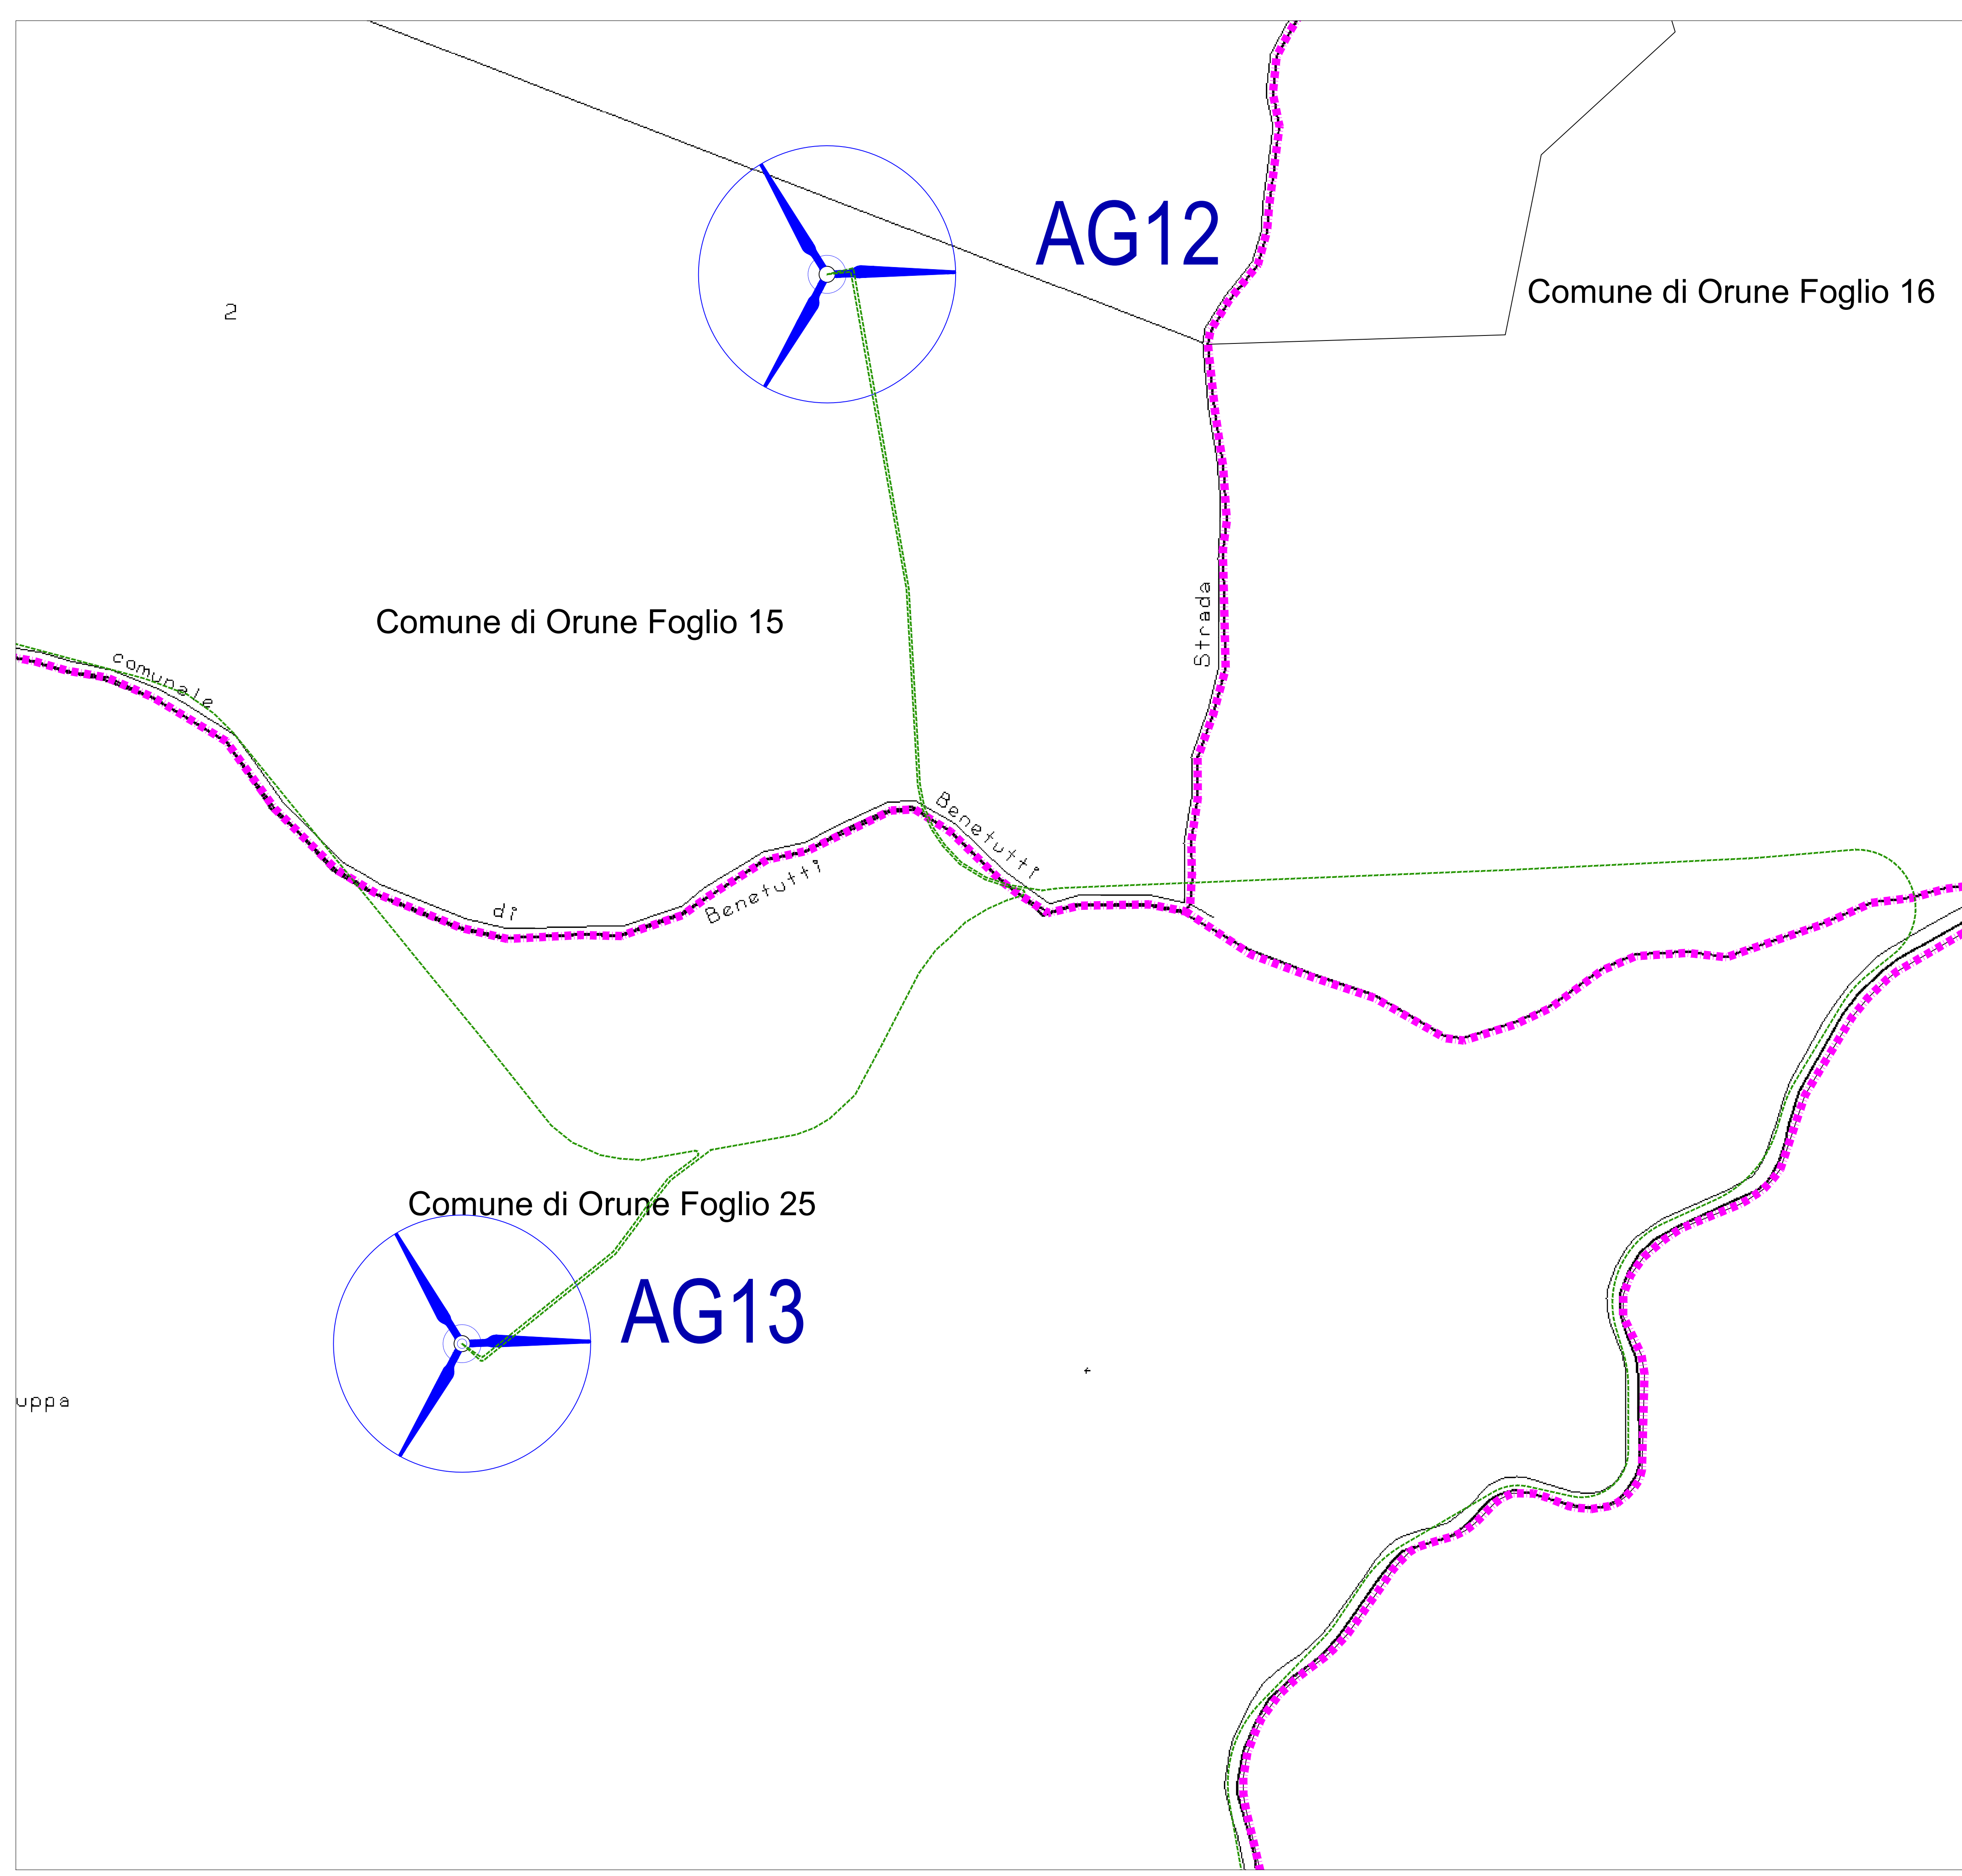 AG12
Comune di Orune Foglio 16
2
Strada
Comune di Orune Foglio 15
comunale
Benetutti
di
Benetutti
Comune di Orune Foglio 25
AG13
uppa